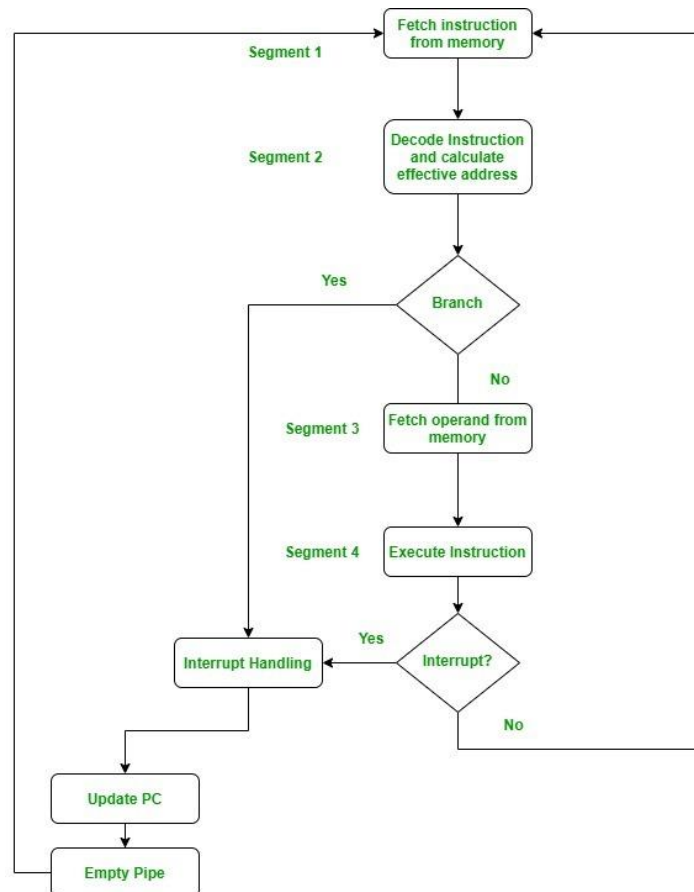 Fetch instruction
from memory
Segment 1
Decode Instruction
and calculate
effective address
Segment 2
Yes
Branch
No
Segment 3
Fetch operand from
memory
Segment 4
Execute Instruction
Yes
Interrupt Handling
Interrupt?
No
Update PC
Empty Pipe